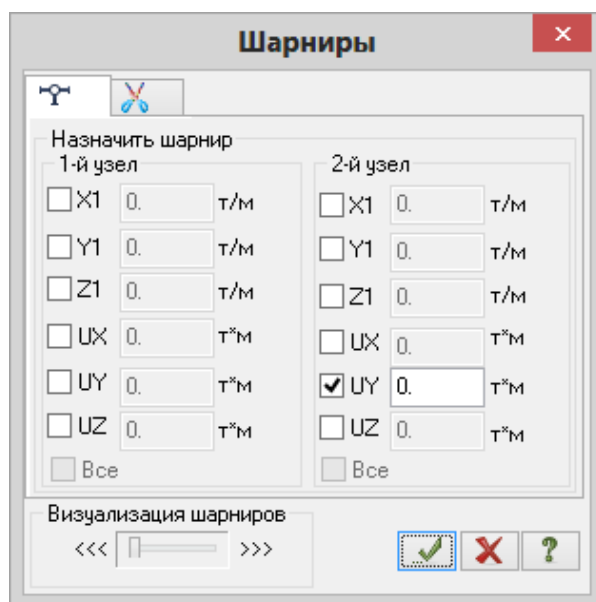 Шарниры
Назначить шарнир
1-й узел
X1 0. т/м
Y1 0. т/м
Z1 0. т/м
UX 0. т*м
UY 0. т*м
UZ 0. т*м
Все
2-й узел
X1 0. т/м
Y1 0. т/м
Z1 0. т/м
UX 0. т*м
UY 0. т*м
UZ 0. т*м
Все
Визуализация шарниров
<<< >>>
?